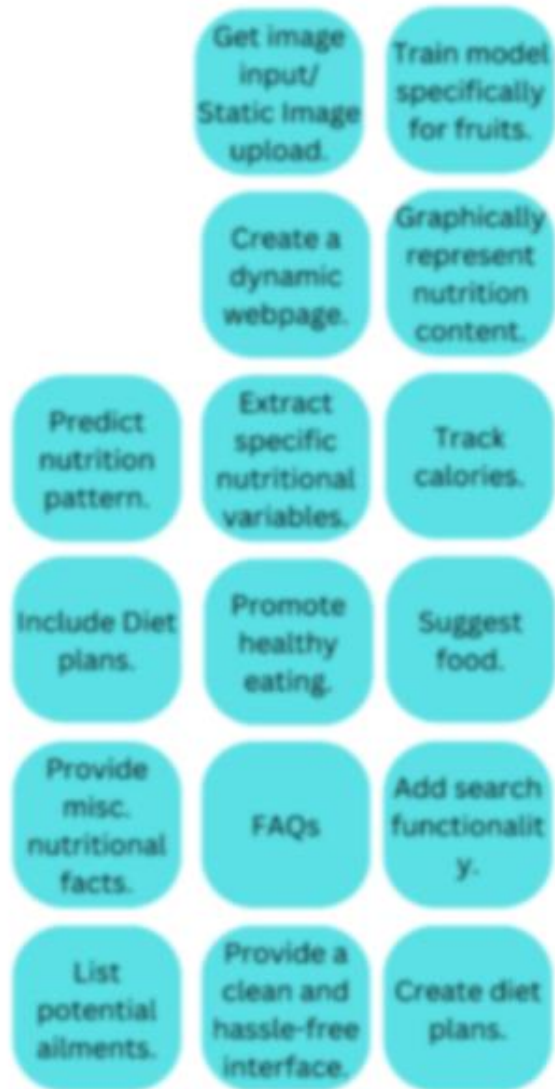 Get image
input/
Static Image
upload.
Train model
specifically
for fruits.
Create a
dynamic
webpage.
Graphically
represent
nutrition
content.
Predict
nutrition
pattern.
Extract
specific
nutritional
variables.
Track
calories.
Include Diet
plans.
Promote
healthy
eating.
Suggest
food.
Provide
misc.
nutritional
facts.
FAQs
Add search
functionalit
y.
List
potential
ailments.
Provide a
clean and
hassle-free
interface.
Create diet
plans.